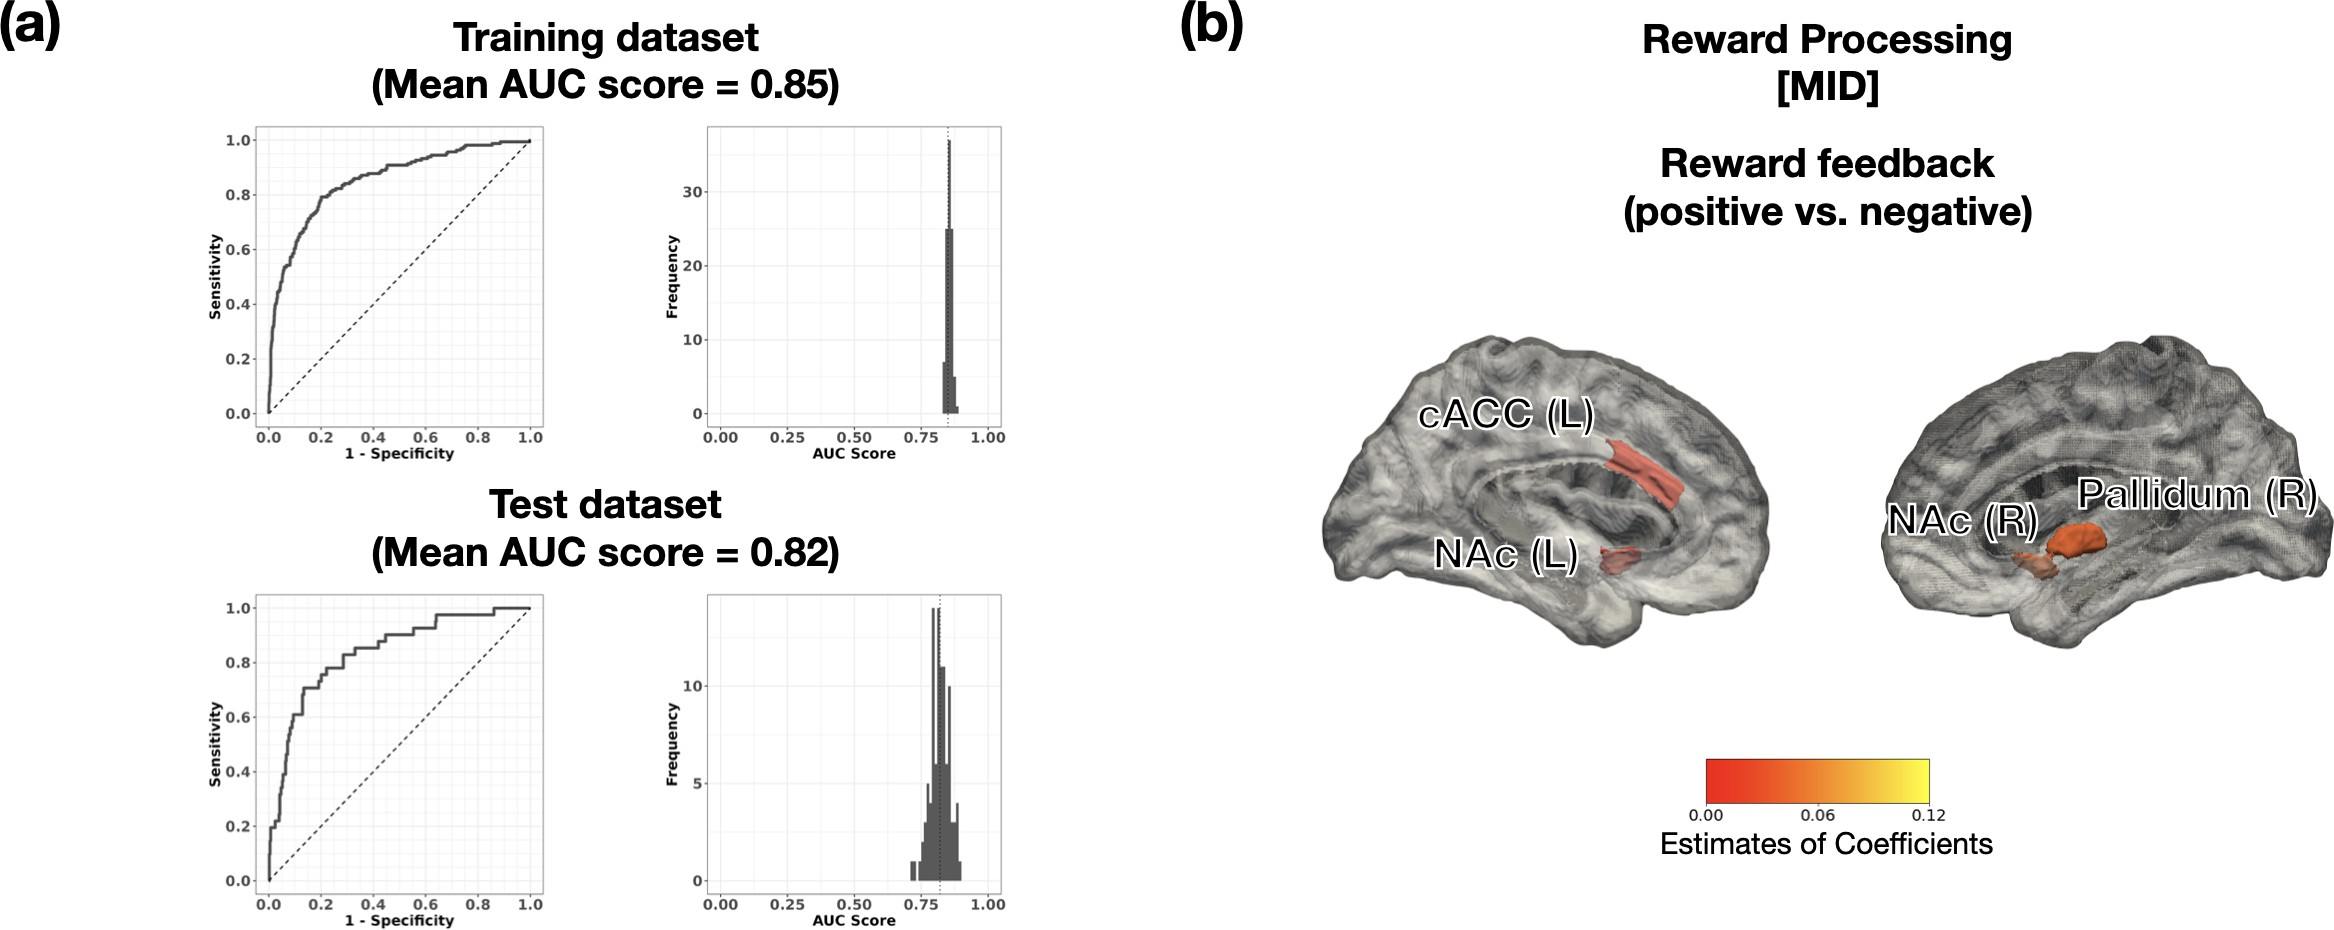 (a)
Training dataset
(Mean AUC score = 0.85)
1.0
0.8
0.6
0.4
0.2
0.0
Sensitivity
0.0 0.2 0.4 0.6 0.8 1.0
1 - Specificity
30
20
10
0
Frequency
0.00 0.25 0.50 0.75 1.00
AUC Score
Test dataset
(Mean AUC score = 0.82)
1.0
0.8
0.6
0.4
0.2
0.0
Sensitivity
0.0 0.2 0.4 0.6 0.8 1.0
1 - Specificity
10
5
0
Frequency
0.00 0.25 0.50 0.75 1.00
AUC Score
(b)
Reward Processing
[MID]
Reward feedback
(positive vs. negative)
cACC (L)
NAc (L)
Pallidum (R)
NAc (R)
0.00 0.06 0.12
Estimates of Coefficients